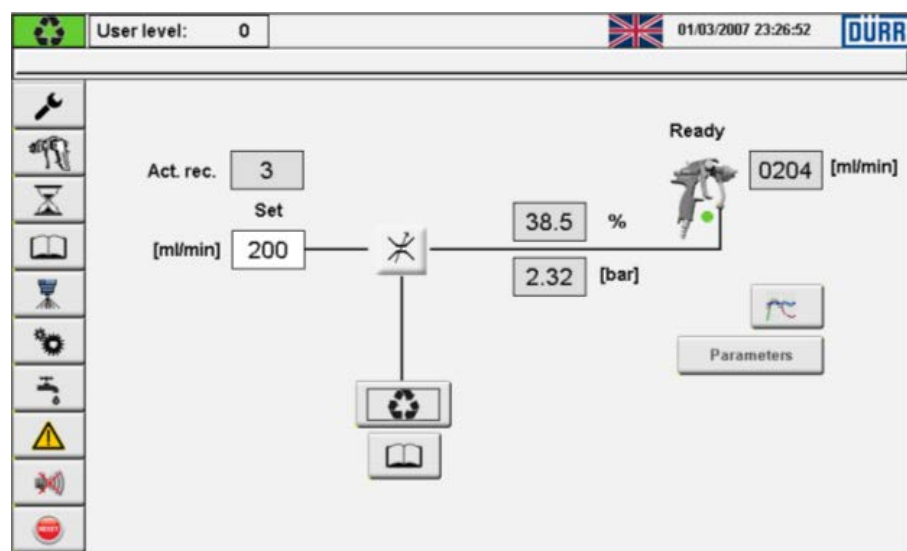 User level: 0
01/03/2007 23:26:52
DÜRR
Ready
Act. rec. 3
0204 [ml/min]
Set
38.5 %
[ml/min] 200
2.32 [bar]
Parameters
RESET